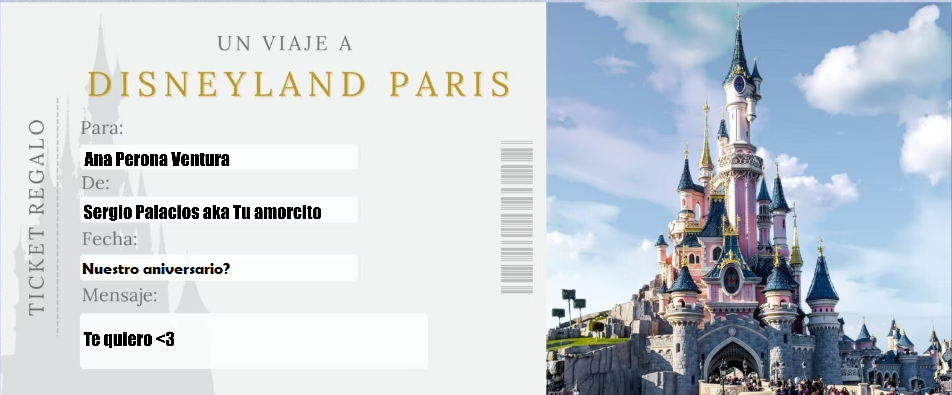 UN VIAJE A
DISNEYLAND PARIS
TICKET REGALO
Para:
Ana Perona Ventura
De:
Sergio Palacios aka Tu amorcito
Fecha:
Nuestro aniversario?
Mensaje:
Te quiero <3